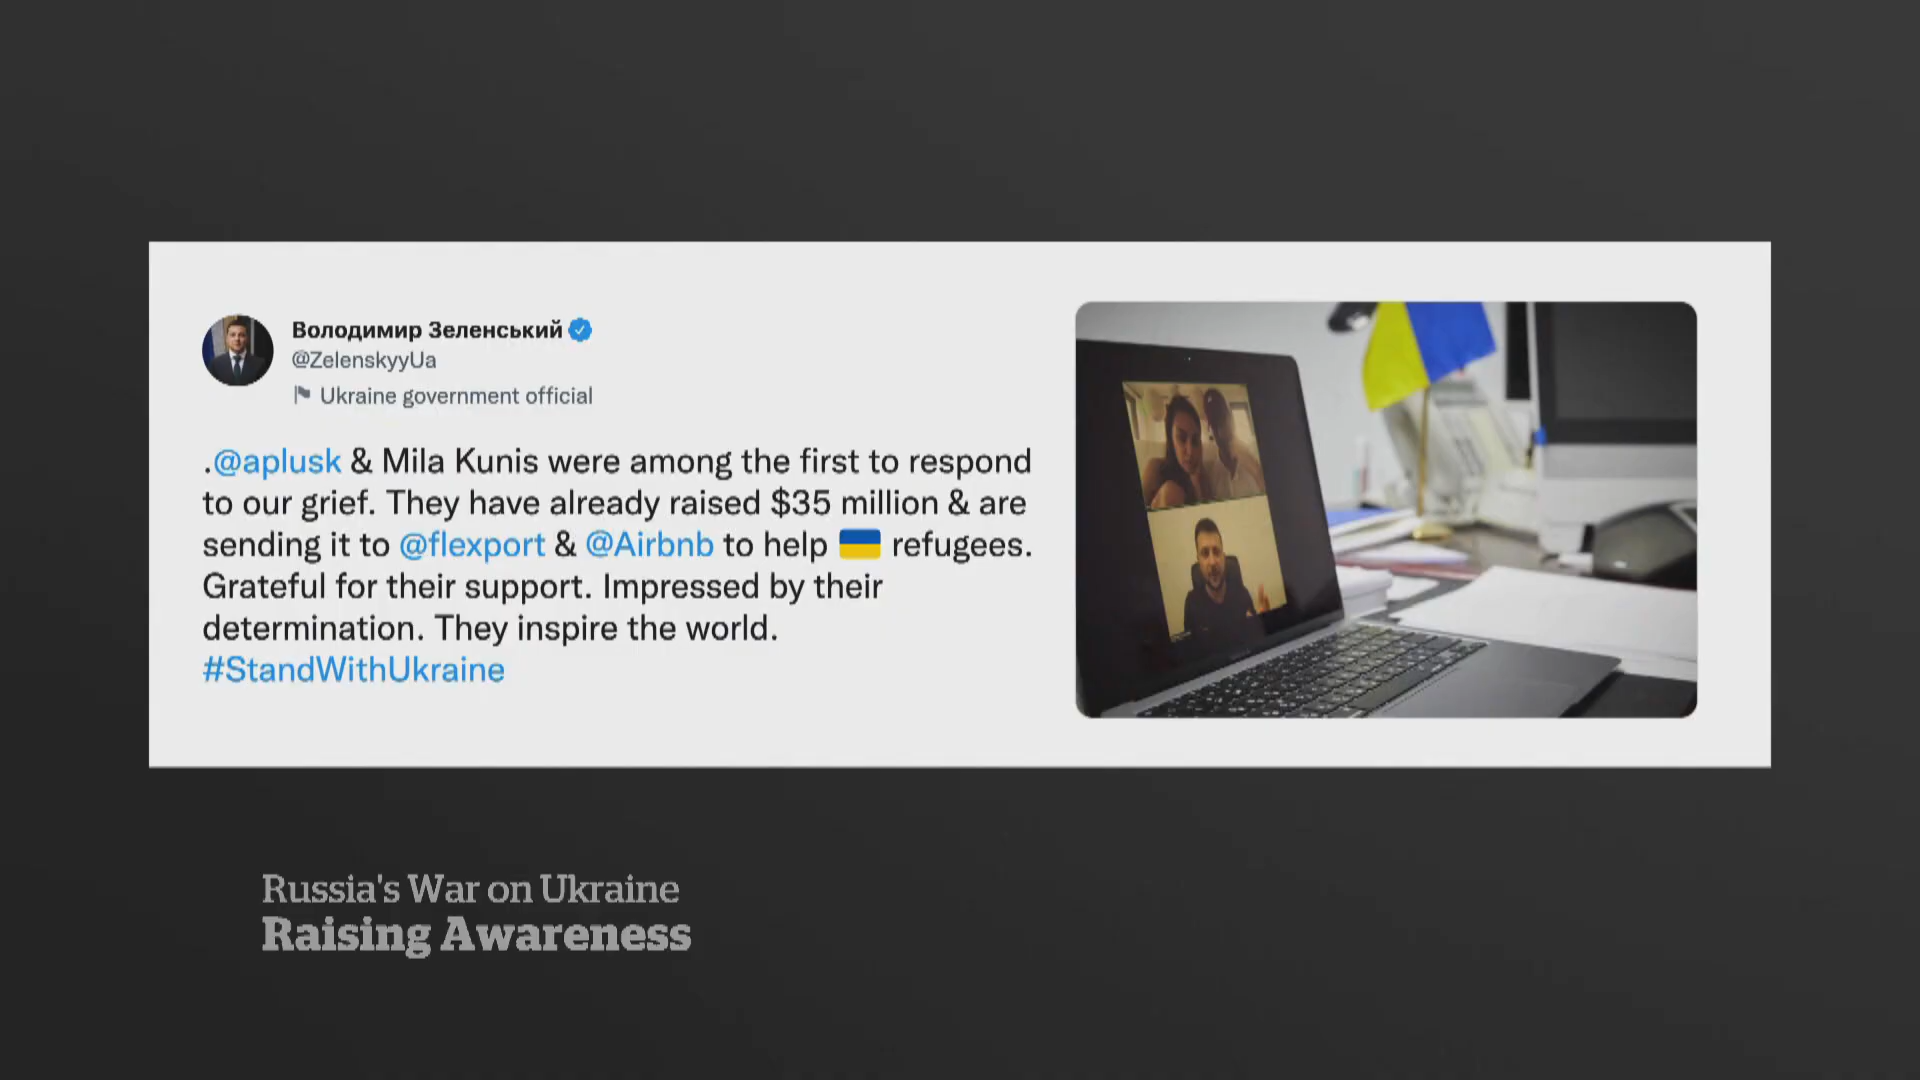 Володимир Зеленський
@ZelenskyyUa
Ukraine government official
.@aplusk & Mila Kunis were among the first to respond
to our grief. They have already raised $35 million & are
sending it to @flexport & @Airbnb to help 🇺🇦 refugees.
Grateful for their support. Impressed by their
determination. They inspire the world.
#StandWithUkraine
Russia's War on Ukraine
Raising Awareness